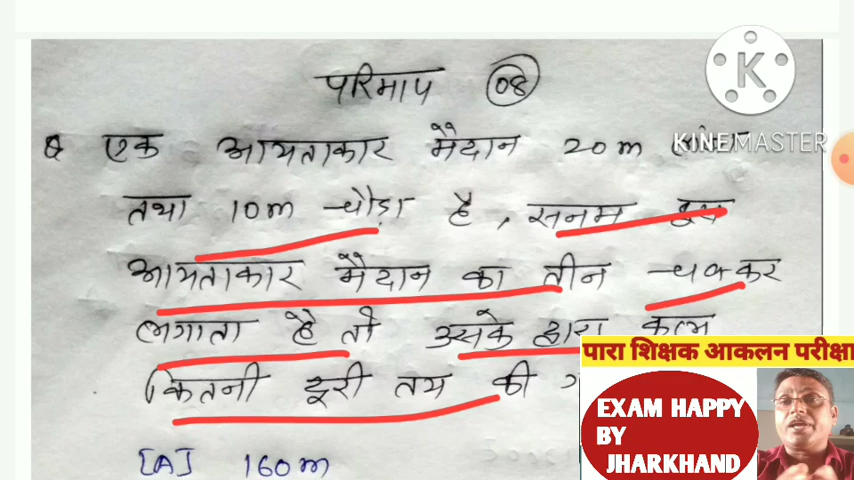 परिमाप 08
Q एक आयताकार मैदान 20m
KINEMASTER
तथा 10m चौड़ा है, सनम इस
आयताकार मैदान का तीन चक्कर
लगाता है तो उसके द्वारा कुल
कितनी दूरी तय की
[A] 160m
पारा शिक्षक आकलन परीक्षा
EXAM HAPPY
BY
JHARKHAND